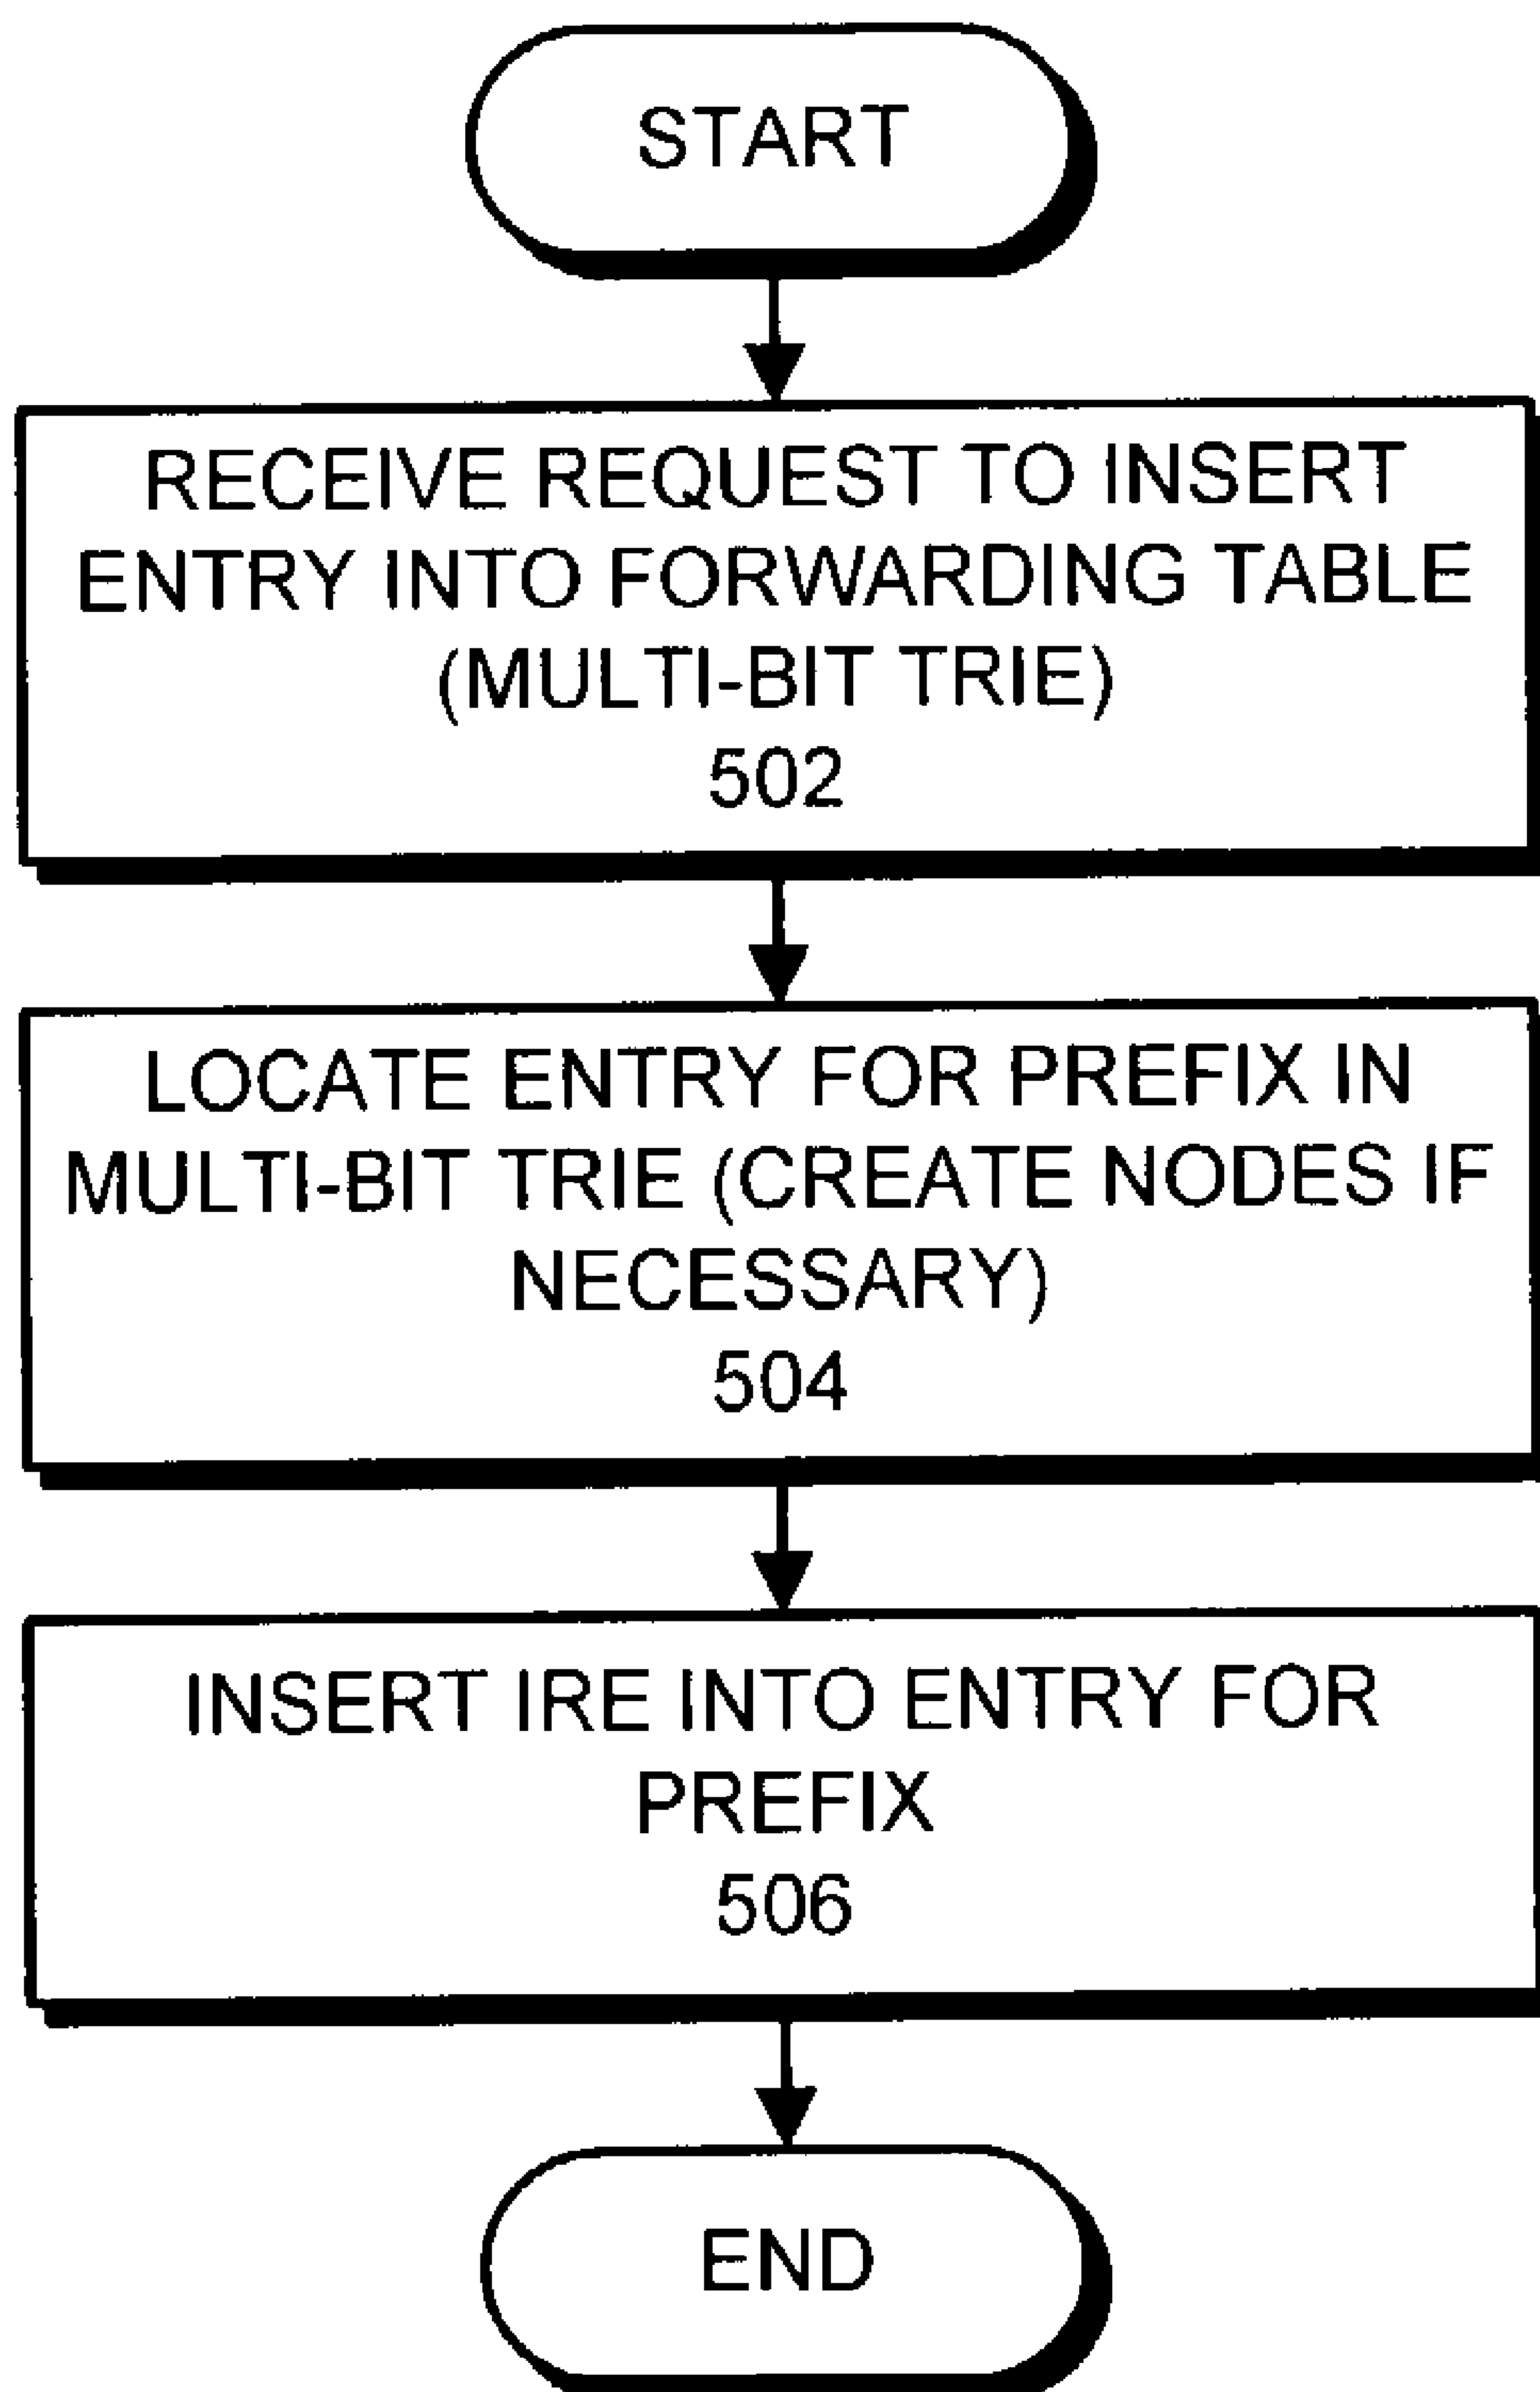 START
RECEIVE REQUEST TO INSERT
ENTRY INTO FORWARDING TABLE
(MULTI-BIT TRIE)
502
LOCATE ENTRY FOR PREFIX IN
MULTI-BIT TRIE (CREATE NODES IF
NECESSARY)
504
INSERT IRE INTO ENTRY FOR
PREFIX
506
END